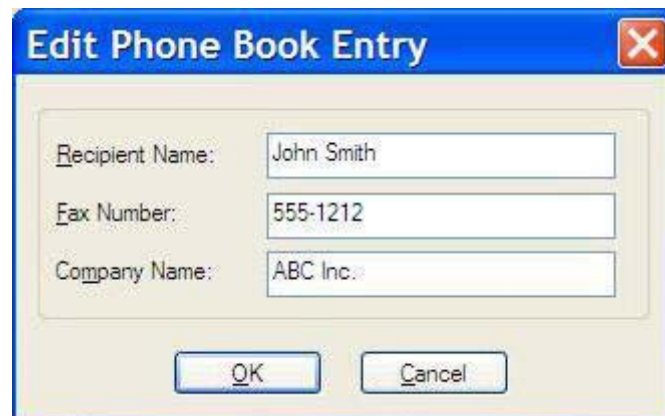 Edit Phone Book Entry
Recipient Name: John Smith
Fax Number: 555-1212
Company Name: ABC Inc.
OK Cancel